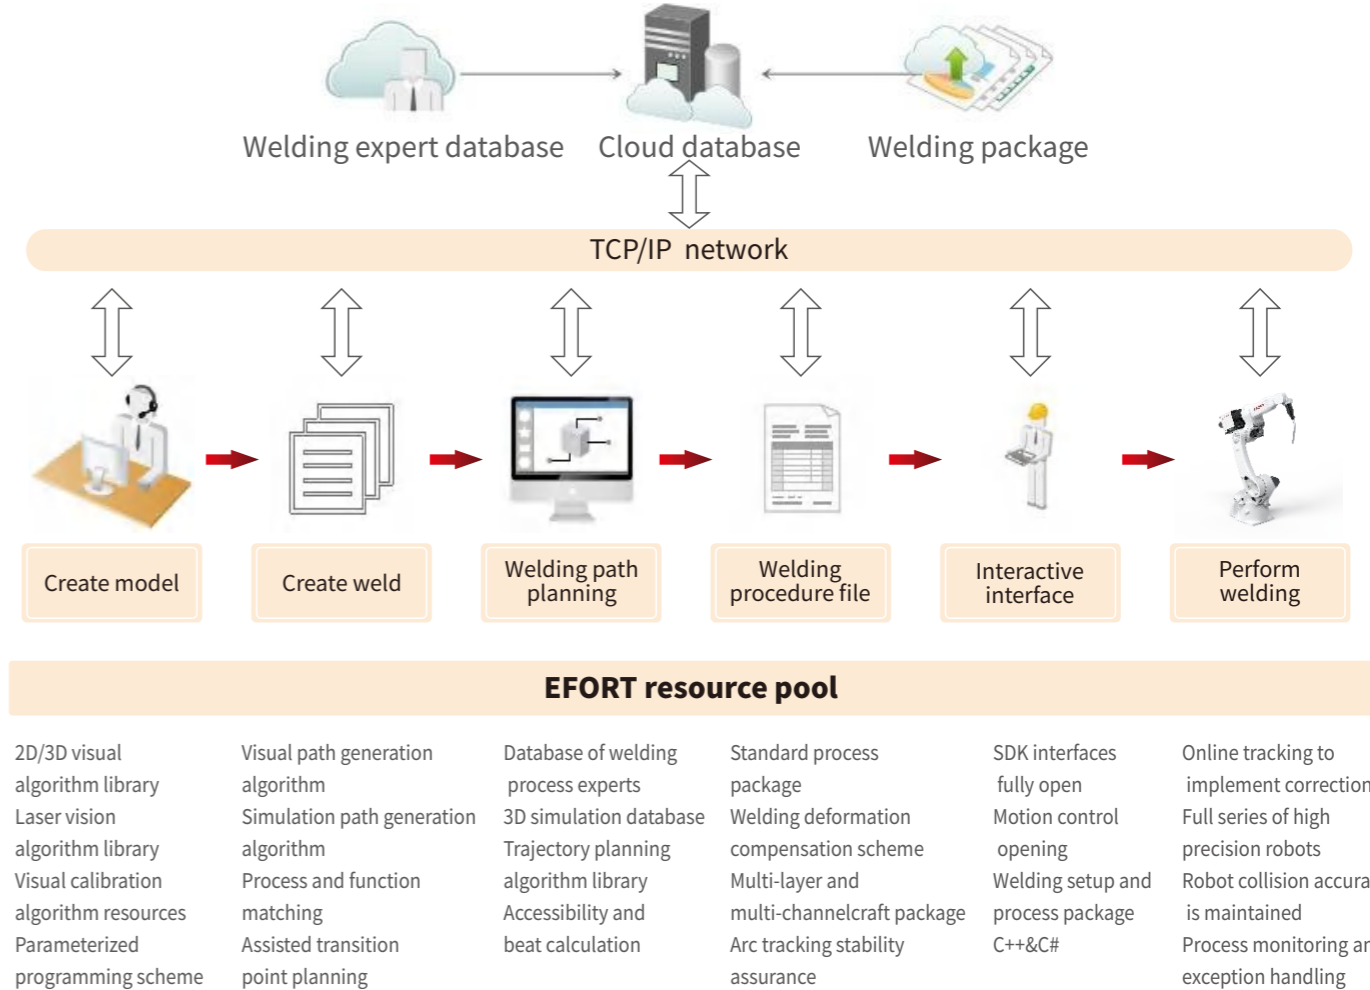 Welding expert database
Cloud database
Welding package
TCP/IP network
Create model
Create weld
Welding path
planning
Welding
procedure file
Interactive
interface
Perform
welding
EFORT resource pool
2D/3D visual
algorithm library
Laser vision
algorithm library
Visual calibration
algorithm resources
Parameterized
programming scheme
Visual path generation
algorithm
Simulation path generation
algorithm
Process and function
matching
Assisted transition
point planning
Database of welding
process experts
3D simulation database
Trajectory planning
algorithm library
Accessibility and
beat calculation
Standard process
package
Welding deformation
compensation scheme
Multi-layer and
multi-channelcraft package
Arc tracking stability
assurance
SDK interfaces
fully open
Motion control
opening
Welding setup and
process package
C++&C#
Online tracking to
implement correction
Full series of high
precision robots
Robot collision accura
is maintained
Process monitoring an
exception handling